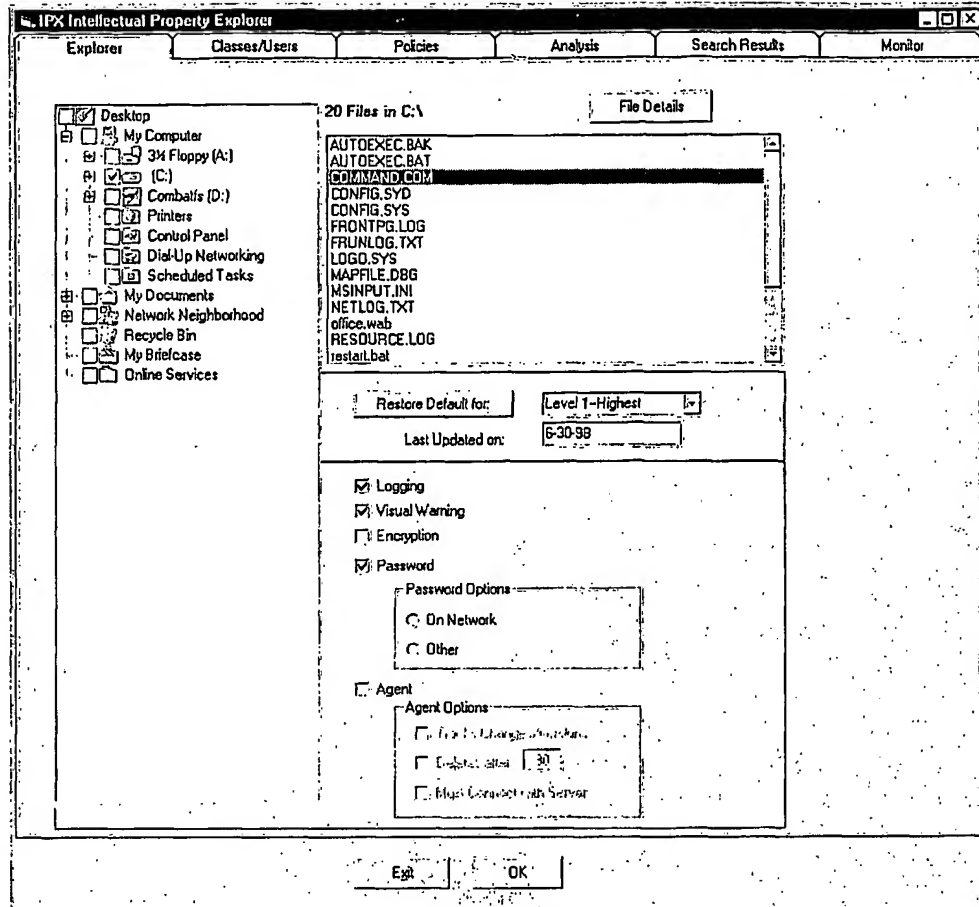 IPX Intellectual Property Explorer
Explorer Classes/Users Policies Analysis Search Results Monitor
Desktop
My Computer
3½ Floppy (A:)
(C:)
Combatfs (D:)
Printers
Control Panel
Dial-Up Networking
Scheduled Tasks
My Documents
Network Neighborhood
Recycle Bin
My Briefcase
Online Services
20 Files in C:\
File Details
AUTOEXEC.BAK
AUTOEXEC.BAT
COMMAND.COM
CONFIG.SYD
CONFIG.SYS
FRONTPG.LOG
FRUNLOG.TXT
LOGO.SYS
MAPFILE.DBG
MSINPUT.INI
NETLOG.TXT
office.wab
RESOURCE.LOG
restart.bat
Restore Default for: Level 1-Highest
Last Updated on: 6-30-98
Logging
Visual Warning
Encryption
Password
Password Options
On Network
Other
Agent
Agent Options
after 30
Must Connect with Server
Exit OK